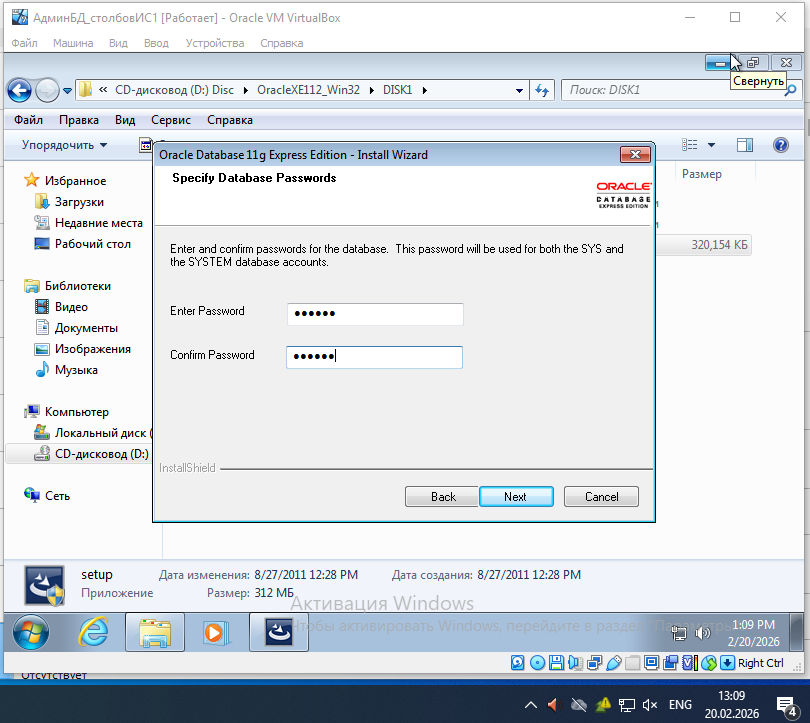 АдминБД_столбовИС1 [Работает] - Oracle VM VirtualBox
Файл Машина Вид Ввод Устройства Справка
Свернуть
« CD-дисковод (D:) Disc OracleXE112_Win32 DISK1
Поиск: DISK1
Файл Правка Вид Сервис Справка
Упорядочить
Избранное
Загрузки
Недавние места
Рабочий стол
Библиотеки
Видео
Документы
Изображения
Музыка
Компьютер
Локальный диск (
CD-дисковод (D:)
Сеть
Размер
320,154 КБ
Oracle Database 11g Express Edition - Install Wizard
Specify Database Passwords
ORACLE
DATABASE
EXPRESS EDITION
Enter and confirm passwords for the database. This password will be used for both the SYS and
the SYSTEM database accounts.
Enter Password ••••••
Confirm Password ••••••
InstallShield
Back Next Cancel
setup Дата изменения: 8/27/2011 12:28 PM Дата создания: 8/27/2011 12:28 PM
Приложение Размер: 312 МБ
Активация Windows
Чтобы активировать Windows, перейдите в раздел "Параметры
1:09 PM
2/20/2026
Right Ctrl
Отсутствует
ENG
13:09
20.02.2026
4